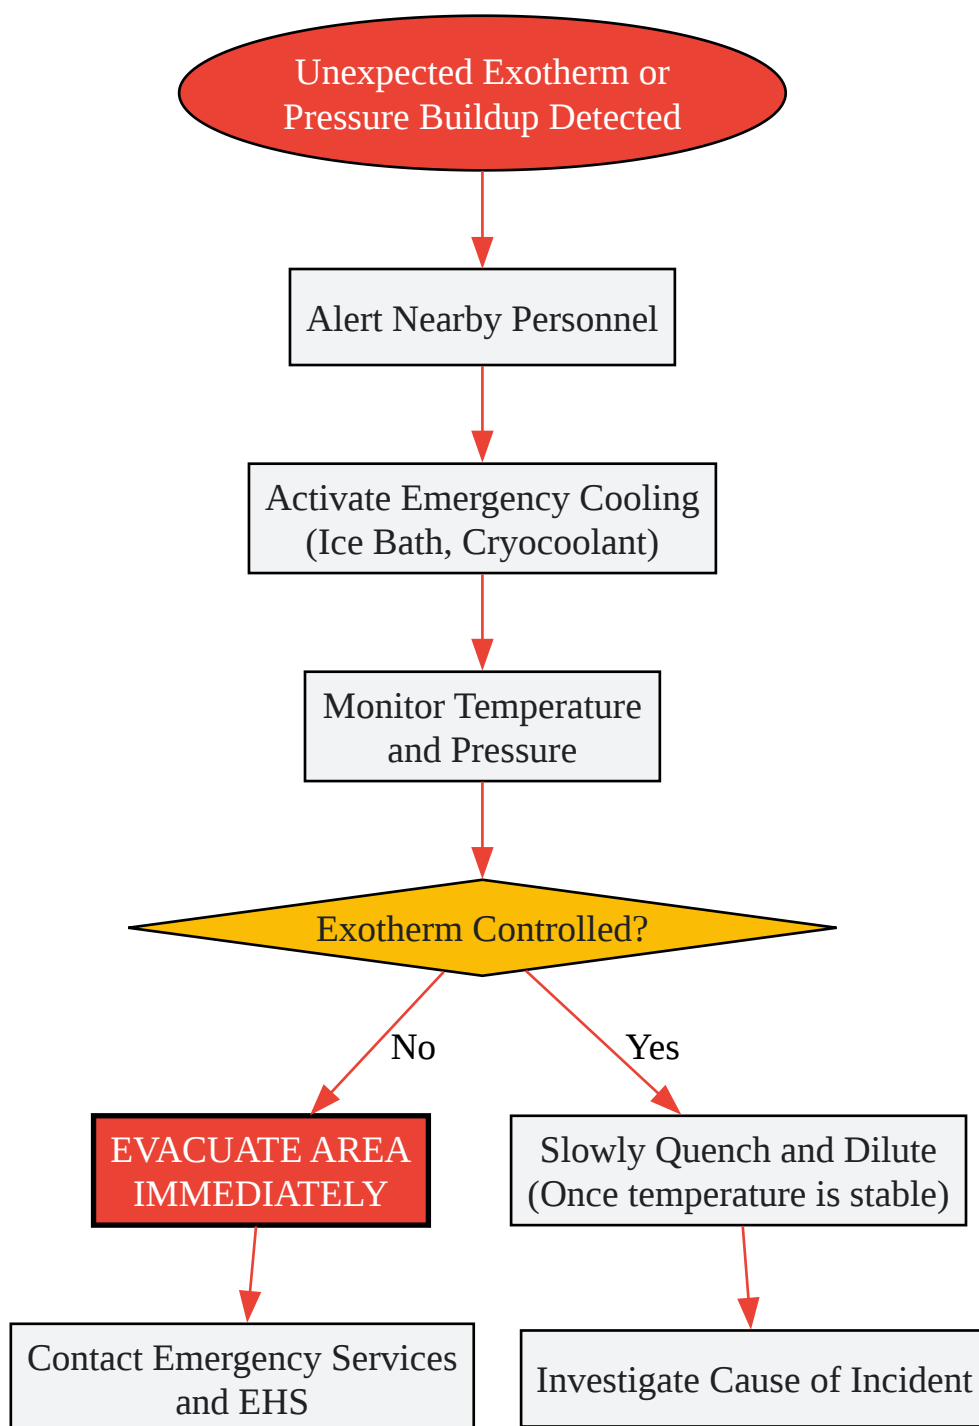 Unexpected Exotherm or
Pressure Buildup Detected
Alert Nearby Personnel
Activate Emergency Cooling
(Ice Bath, Cryocoolant)
Monitor Temperature
and Pressure
Exotherm Controlled?
No
Yes
EVACUATE AREA
IMMEDIATELY
Slowly Quench and Dilute
(Once temperature is stable)
Contact Emergency Services
and EHS
Investigate Cause of Incident